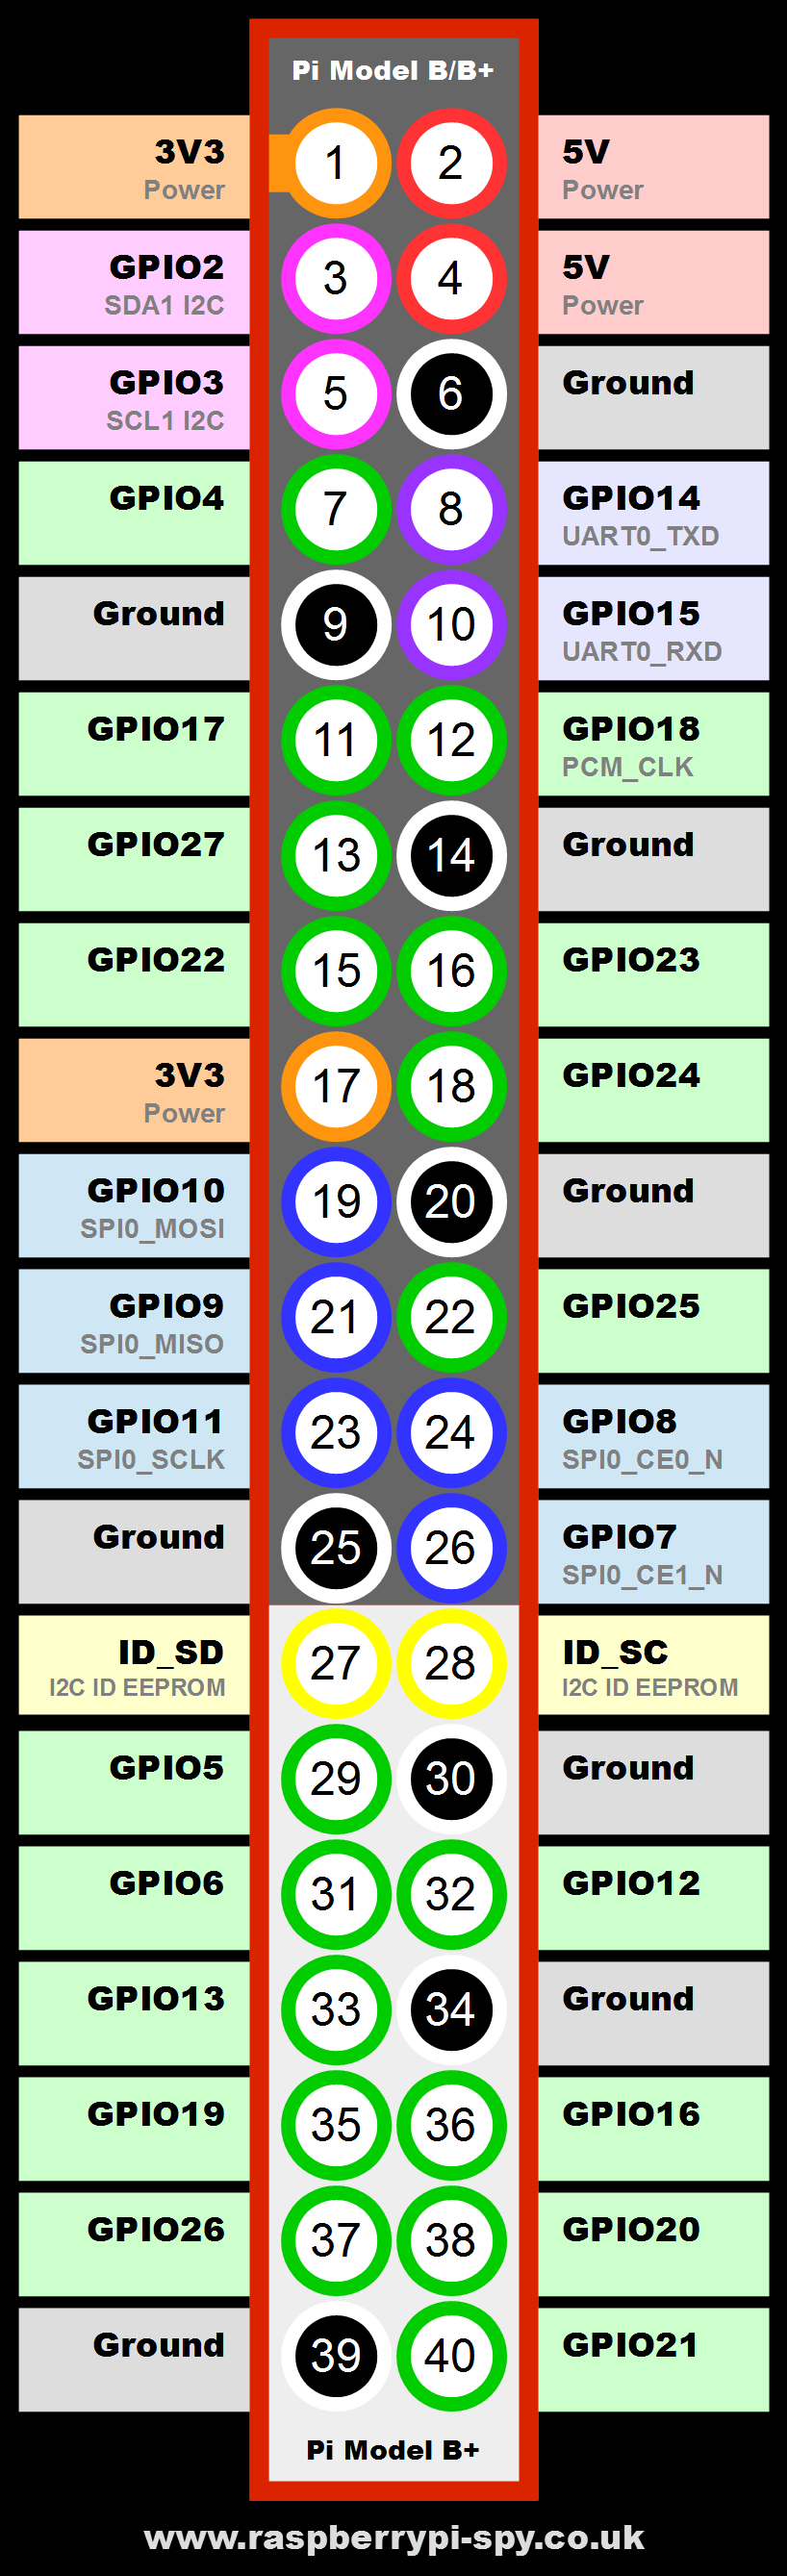 Pi Model B/B+
3V3 1 2 5V
Power Power
GPIO2 3 4 5V
SDA1 I2C Power
GPIO3 5 6 Ground
SCL1 I2C
GPIO4 7 8 GPIO14
UART0_TXD
Ground 9 10 GPIO15
UART0_RXD
GPIO17 11 12 GPIO18
PCM_CLK
GPIO27 13 14 Ground
GPIO22 15 16 GPIO23
3V3 17 18 GPIO24
Power
GPIO10 19 20 Ground
SPI0_MOSI
GPIO9 21 22 GPIO25
SPI0_MISO
GPIO11 23 24 GPIO8
SPI0_SCLK SPI0_CE0_N
Ground 25 26 GPIO7
SPI0_CE1_N
ID_SD 27 28 ID_SC
I2C ID EEPROM I2C ID EEPROM
GPIO5 29 30 Ground
GPIO6 31 32 GPIO12
GPIO13 33 34 Ground
GPIO19 35 36 GPIO16
GPIO26 37 38 GPIO20
Ground 39 40 GPIO21
Pi Model B+
www.raspberrypi-spy.co.uk